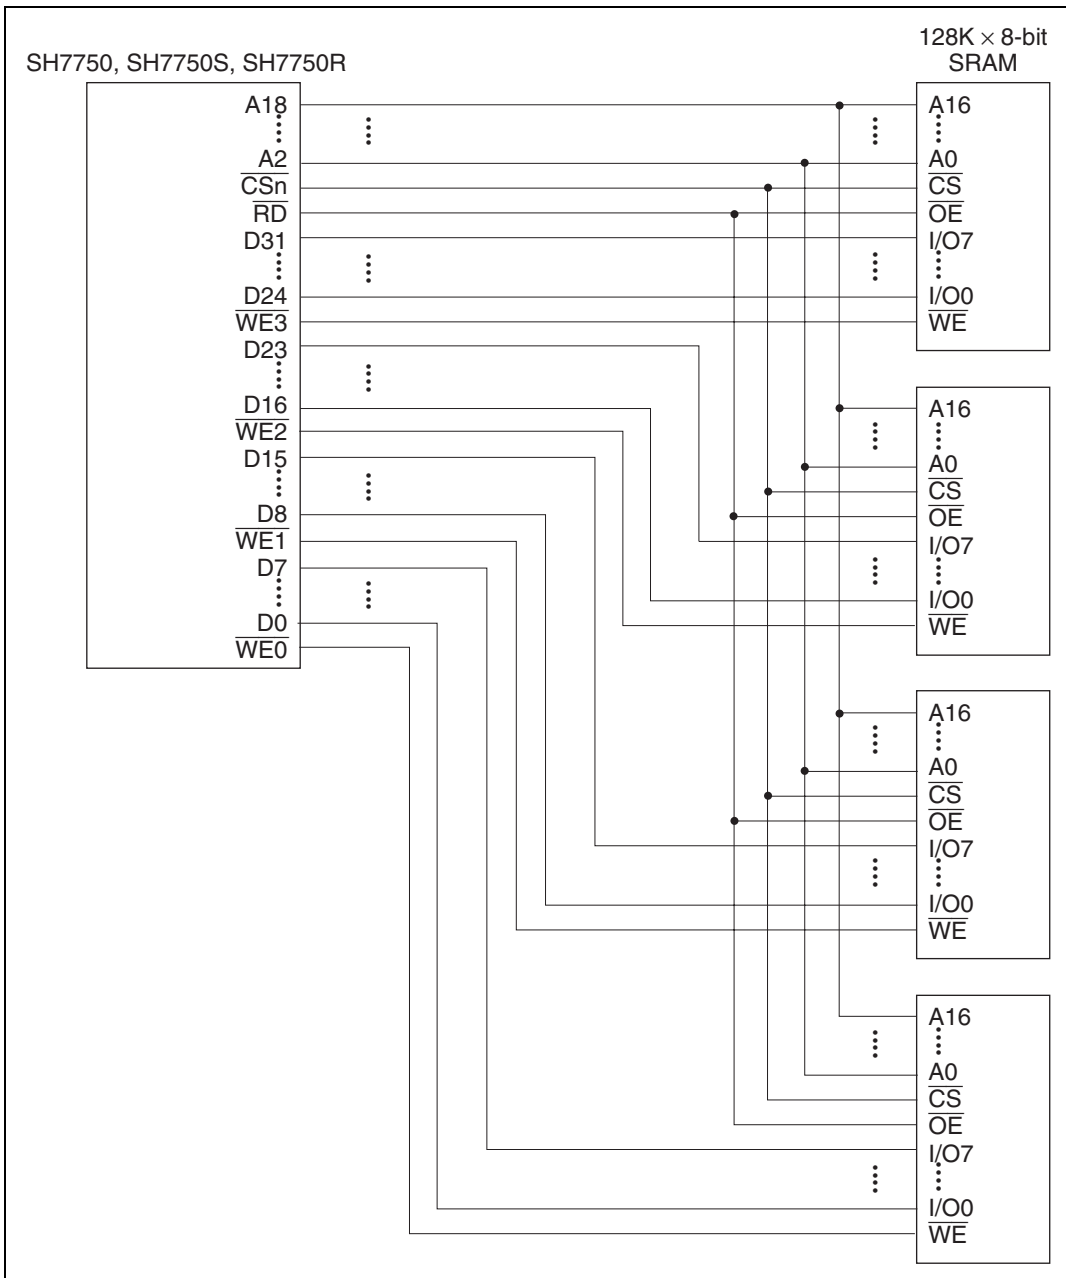 128K × 8-bit
SRAM
SH7750, SH7750S, SH7750R
A18
A2
CSn
RD
D31
D24
WE3
D23
D16
WE2
D15
D8
WE1
D7
D0
WE0
A16
A0
CS
OE
I/O7
I/O0
WE
A16
A0
CS
OE
I/O7
I/O0
WE
A16
A0
CS
OE
I/O7
I/O0
WE
A16
A0
CS
OE
I/O7
I/O0
WE